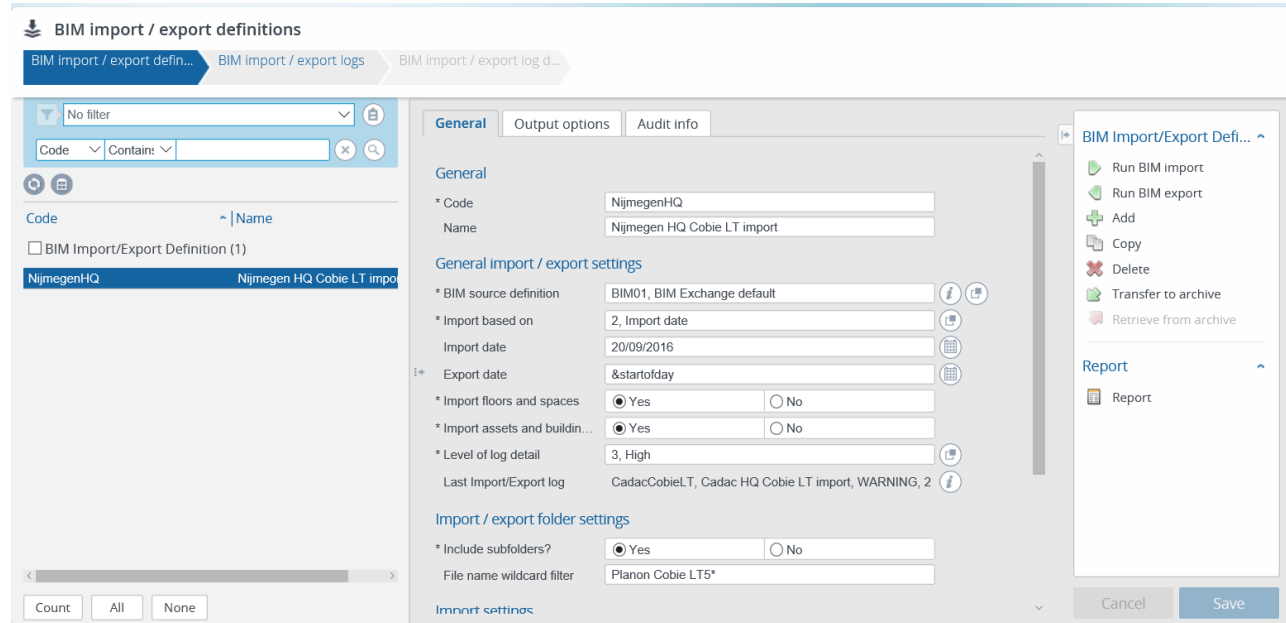 BIM import / export definitions
BIM import / export defin...
BIM import / export logs
BIM import / export log d...
No filter
Code
Contain:
Code
Name
BIM Import/Export Definition (1)
NijmegenHQ
Nijmegen HQ Cobie LT impor
Count
All
None
General
Output options
Audit info
General
* Code
NijmegenHQ
Name
Nijmegen HQ Cobie LT import
General import / export settings
* BIM source definition
BIM01, BIM Exchange default
* Import based on
2, Import date
Import date
20/09/2016
Export date
&startofday
* Import floors and spaces
Yes
No
* Import assets and buildin...
Yes
No
* Level of log detail
3, High
Last Import/Export log
CadacCobieLT, Cadac HQ Cobie LT import, WARNING, 2
Import / export folder settings
* Include subfolders?
Yes
No
File name wildcard filter
Planon Cobie LT5*
Import settings
BIM Import/Export Defi...
Run BIM import
Run BIM export
Add
Copy
Delete
Transfer to archive
Retrieve from archive
Report
Report
Cancel
Save